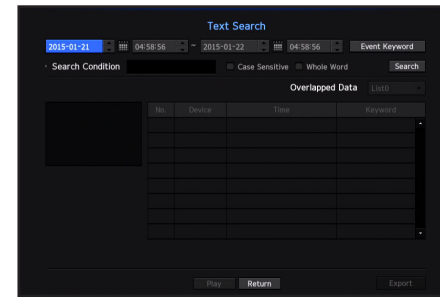 Text Search
2015-01-21 04:58:56 ~ 2015-01-22 04:58:56 Event Keyword
· Search Condition Case Sensitive Whole Word Search
Overlapped Data List0
No. Device Time Keyword
Play Return Export